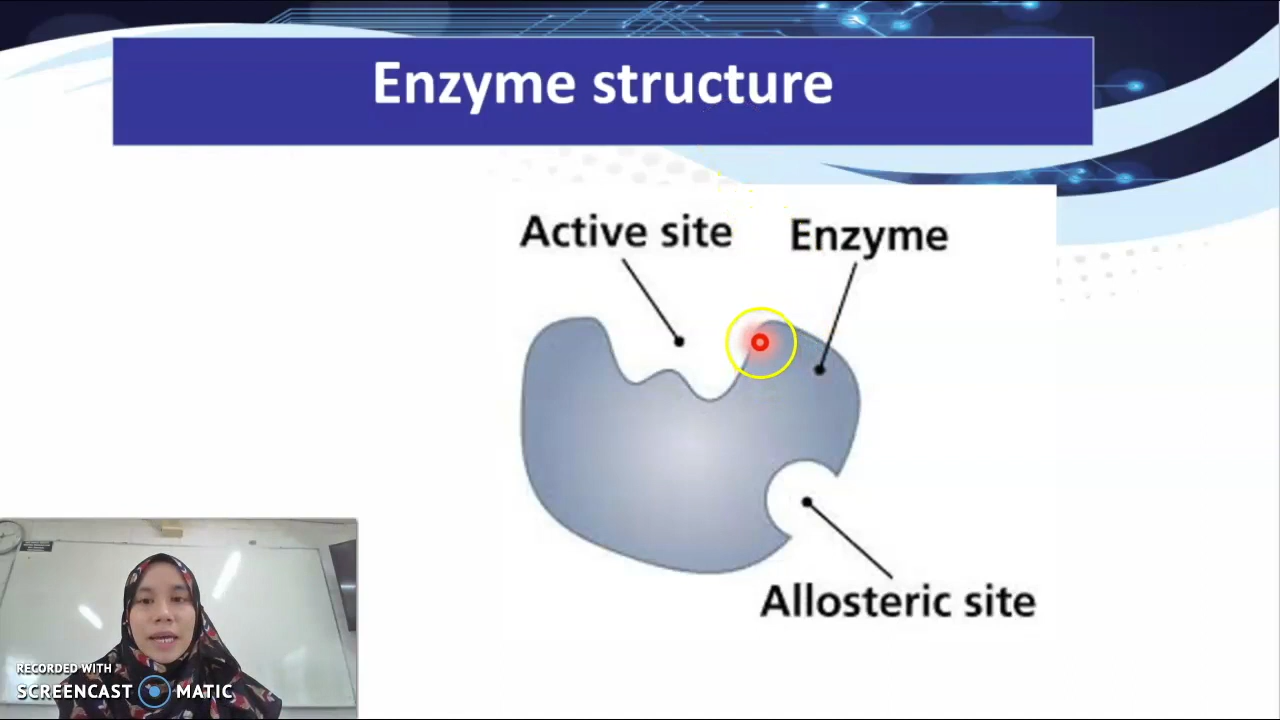 Enzyme structure
Active site
Enzyme
Allosteric site
RECORDED WITH
SCREENCAST MATIC